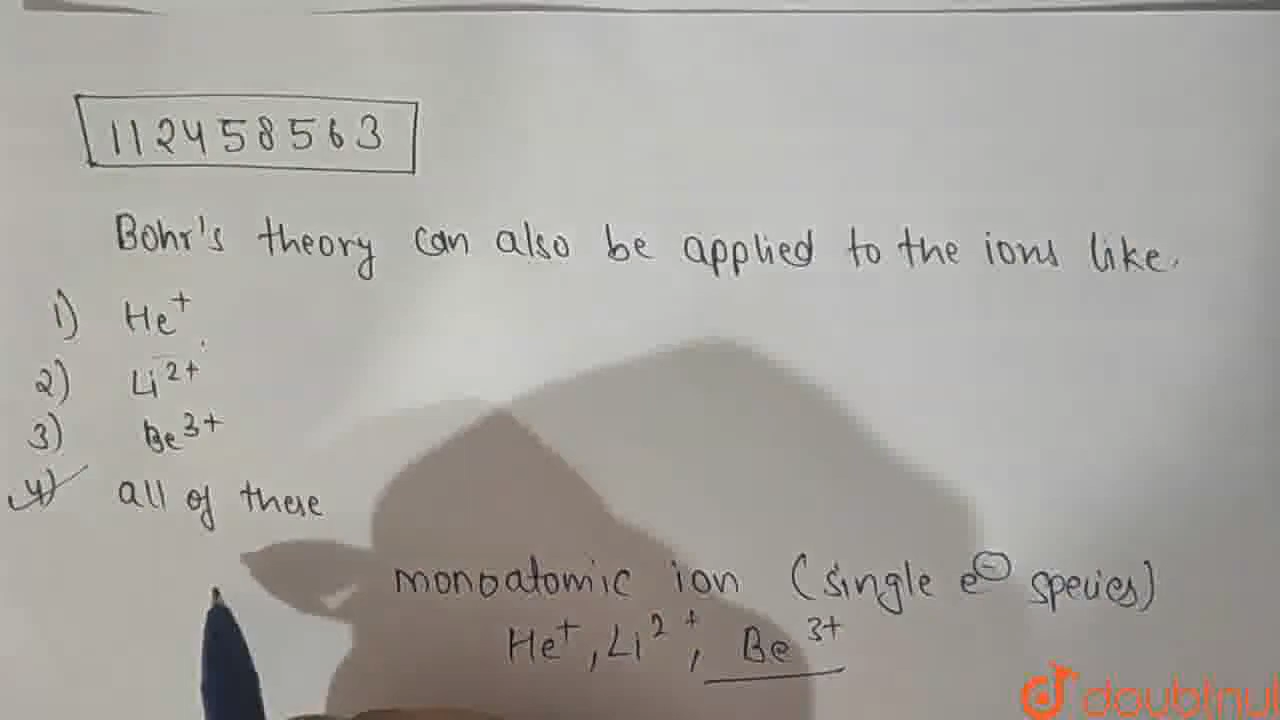 112458563
Bohr's theory can also be applied to the ions like.
1) He⁺
2) Li²⁺
3) Be³⁺
4) all of these
monoatomic ion (single e⊖ species)
He⁺, Li²⁺, Be³⁺
doubtnut